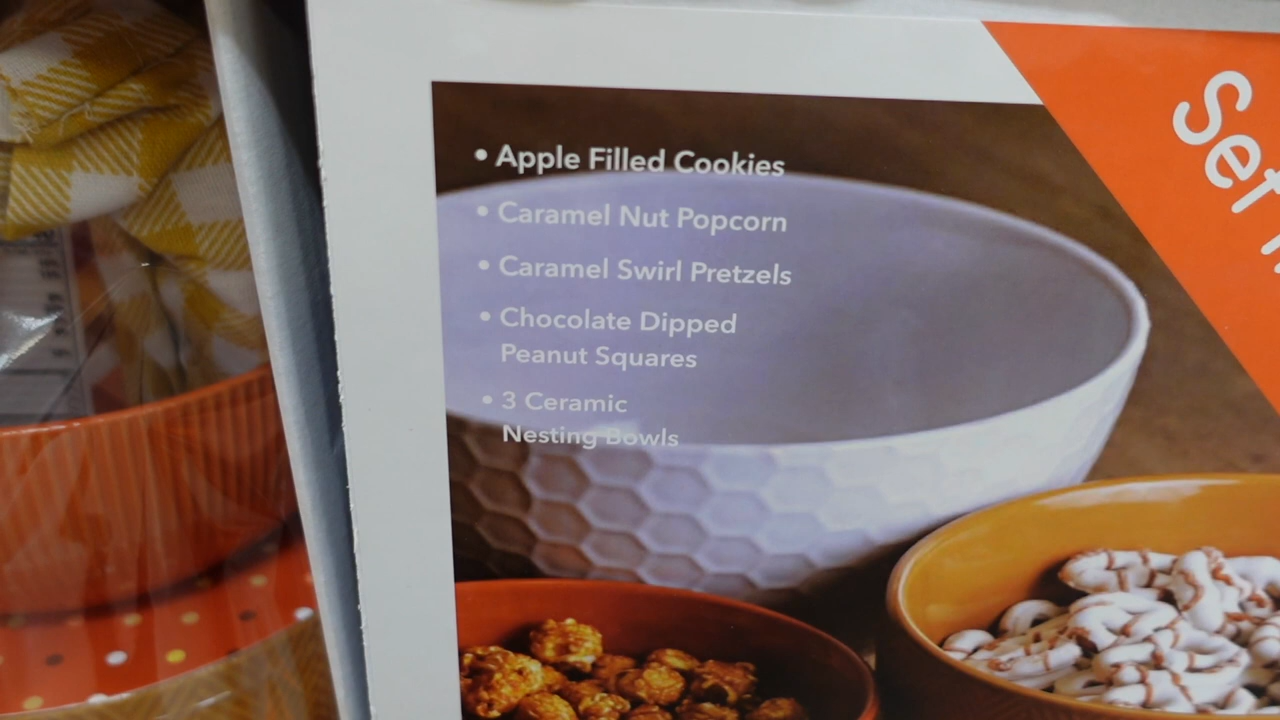 • Apple Filled Cookies
• Caramel Nut Popcorn
• Caramel Swirl Pretzels
• Chocolate Dipped
Peanut Squares
• 3 Ceramic
Nesting Bowls
Set